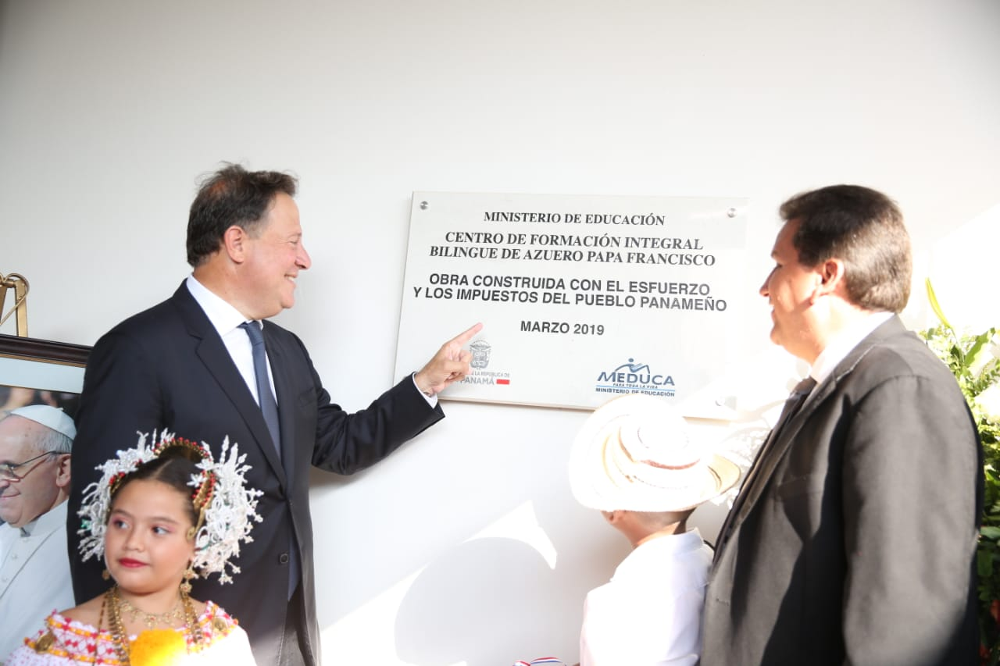 MINISTERIO DE EDUCACIÓN
CENTRO DE FORMACIÓN INTEGRAL
BILINGUE DE AZUERO PAPA FRANCISCO
OBRA CONSTRUIDA CON EL ESFUERZO
Y LOS IMPUESTOS DEL PUEBLO PANAMEÑO
MARZO 2019
LA REPÚBLICA DE
PANAMÁ
MEDUCA
PARA TODA LA VIDA
MINISTERIO DE EDUCACIÓN